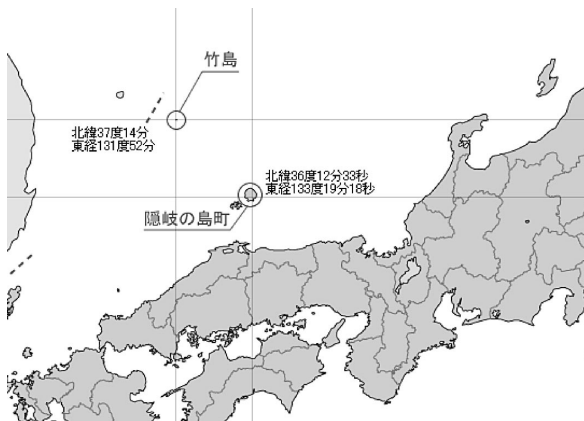 竹島
北緯37度14分
東経131度52分
北緯36度12分33秒
東経133度19分18秒
隠岐の島町